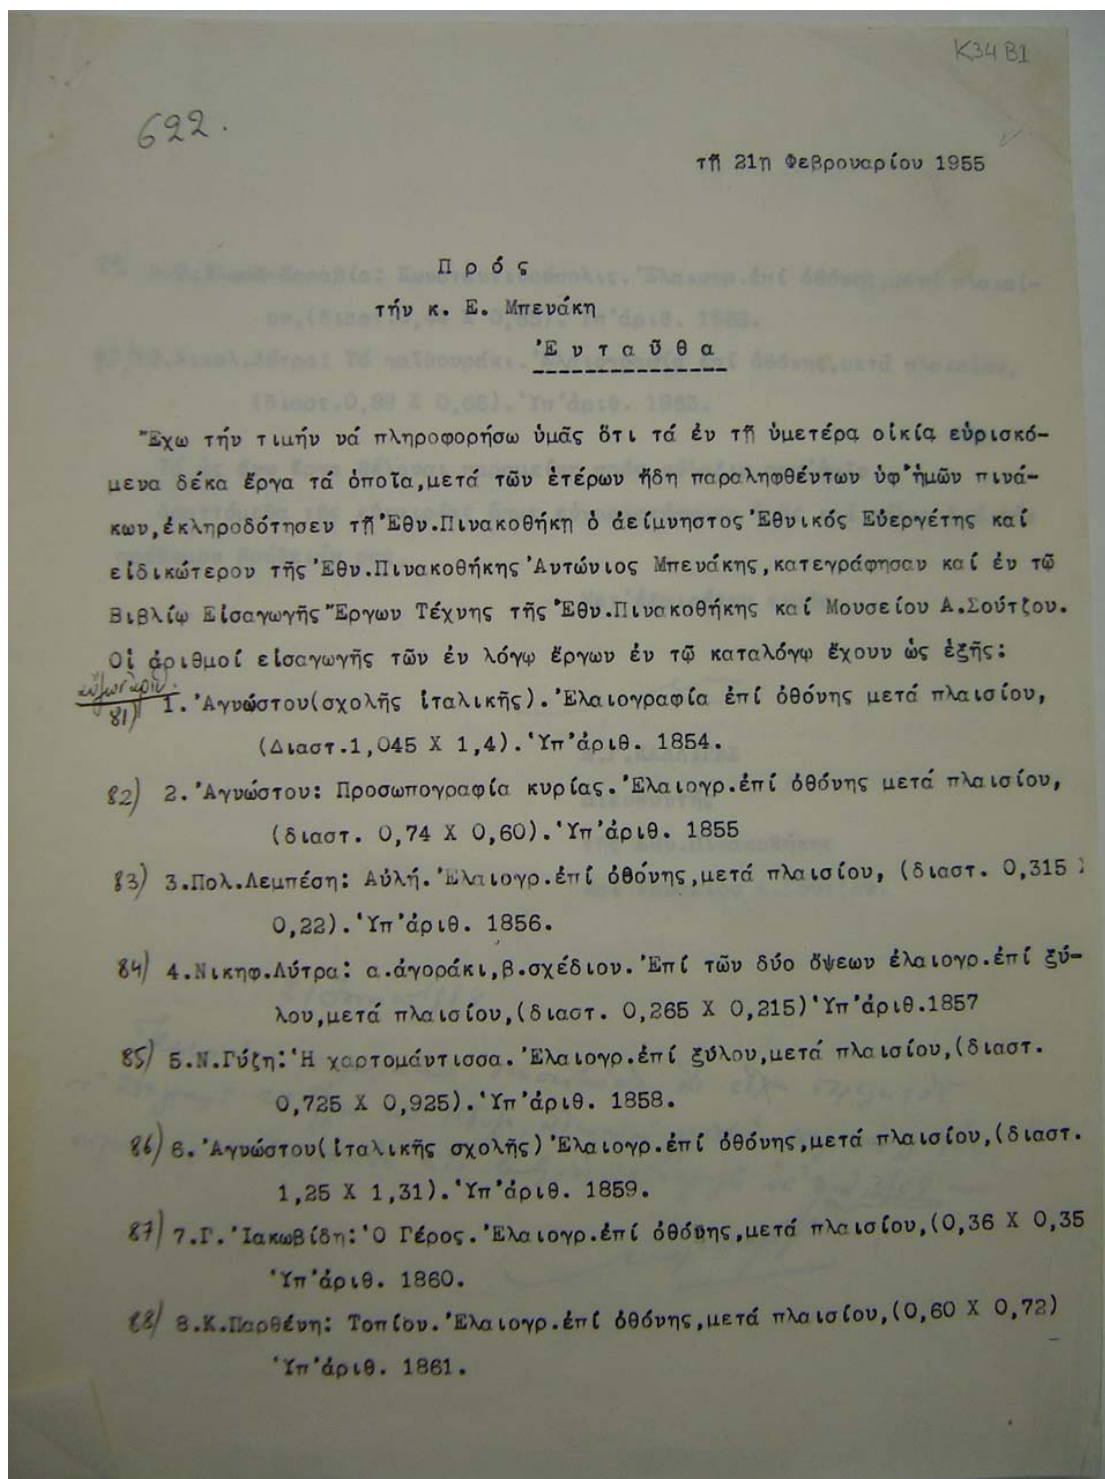 Κ34 Β1
622.
τῇ 21η Φεβρουαρίου 1955
Π ρ ό ς
τήν κ. Ε. Μπενάκη
Ἐ ν τ α ῦ θ α
Ἔχω τήν τιμήν νά πληροφορήσω ὑμᾶς ὅτι τά ἐν τῇ ὑμετέρᾳ οἰκίᾳ εὑρισκό-
μενα δέκα ἔργα τά ὁποῖα,μετά τῶν ἑτέρων ἤδη παραληφθέντων ὑφ'ἡμῶν πινά-
κων,ἐκληροδότησεν τῇ Ἐθν.Πινακοθήκῃ ὁ ἀείμνηστος Ἐθνικός Εὐεργέτης καί
εἰδικώτερον τῆς Ἐθν.Πινακοθήκης Ἀντώνιος Μπενάκης,κατεγράφησαν καί ἐν τῷ
Βιβλίῳ Εἰσαγωγῆς Ἔργων Τέχνης τῆς Ἐθν.Πινακοθήκης καί Μουσείου Α.Σούτζου.
Οἱ ἀριθμοί εἰσαγωγῆς τῶν ἐν λόγῳ ἔργων ἐν τῷ καταλόγῳ ἔχουν ὡς ἑξῆς:
81) 1. Ἀγνώστου(σχολῆς ἰταλικῆς). Ἐλαιογραφία ἐπί ὀθόνης μετά πλαισίου,
(Διαστ.1,045 Χ 1,4). Ὑπ'ἀριθ. 1854.
82) 2. Ἀγνώστου: Προσωπογραφία κυρίας. Ἐλαιογρ.ἐπί ὀθόνης μετά πλαισίου,
(διαστ. 0,74 Χ 0,60). Ὑπ'ἀριθ. 1855
83) 3.Πολ.Λεμπέση: Αὐλή. Ἐλαιογρ.ἐπί ὀθόνης,μετά πλαισίου, (διαστ. 0,315 Χ
0,22). Ὑπ'ἀριθ. 1856.
84) 4.Νικηφ.Λύτρα: α.ἀγοράκι,β.σχέδιον. Ἐπί τῶν δύο ὄψεων ἐλαιογρ.ἐπί ξύ-
λου,μετά πλαισίου,(διαστ. 0,265 Χ 0,215) Ὑπ'ἀριθ.1857
85) 5.Ν.Γύζη: Ἡ χαρτομάντισσα. Ἐλαιογρ.ἐπί ξύλου,μετά πλαισίου,(διαστ.
0,725 Χ 0,925). Ὑπ'ἀριθ. 1858.
86) 6. Ἀγνώστου(ἰταλικῆς σχολῆς) Ἐλαιογρ.ἐπί ὀθόνης,μετά πλαισίου,(διαστ.
1,25 Χ 1,31). Ὑπ'ἀριθ. 1859.
87) 7.Γ. Ἰακωβίδη: Ὁ Γέρος. Ἐλαιογρ.ἐπί ὀθόνης,μετά πλαισίου,(0,36 Χ 0,35
Ὑπ'ἀριθ. 1860.
88) 8.Κ.Παρθένη: Τοπίον. Ἐλαιογρ.ἐπί ὀθόνης,μετά πλαισίου,(0,60 Χ 0,72)
Ὑπ'ἀριθ. 1861.